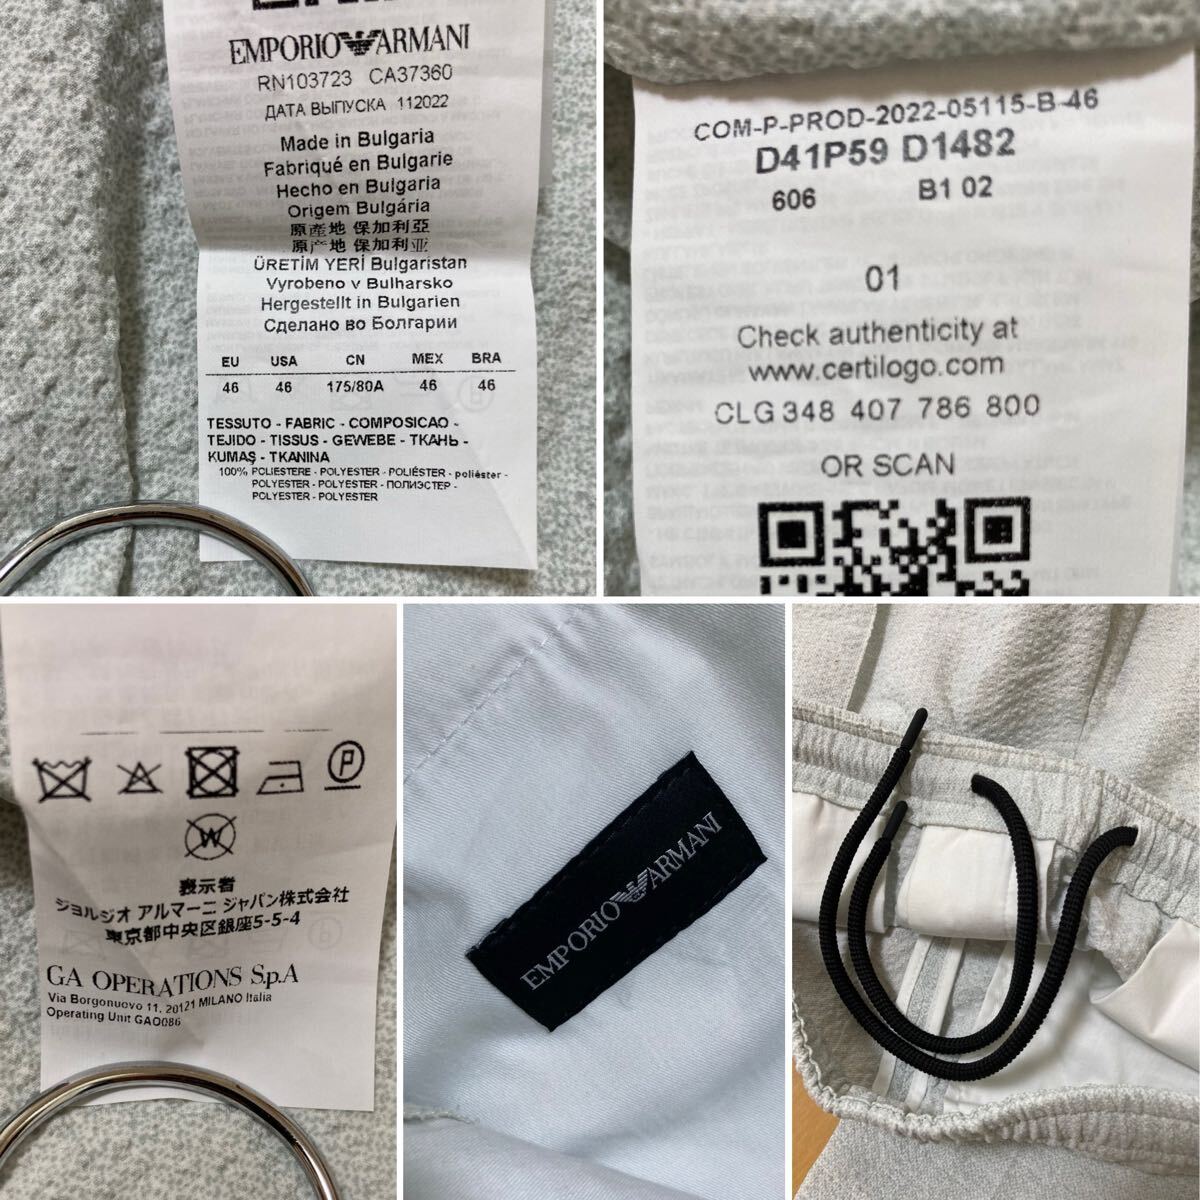 EMPORIO ARMANI
RN103723 CA37360
ДАТА ВЫПУСКА 112022
Made in Bulgaria
Fabriqué en Bulgarie
Hecho en Bulgaria
Origem Bulgária
原產地 保加利亞
原产地 保加利亚
ÜRETİM YERİ Bulgaristan
Vyrobeno v Bulharsko
Hergestellt in Bulgarien
Сделано во Болгарии
EU USA CN MEX BRA
46 46 175/80A 46 46
TESSUTO - FABRIC - COMPOSICAO -
TEJIDO - TISSUS - GEWEBE - ТКАНЬ -
KUMAŞ - TKANINA
100% POLIESTERE - POLYESTER - POLIÉSTER - poliéster -
POLYESTER - POLYESTER - ПОЛИЭСТЕР -
POLYESTER - POLYESTER
COM-P-PROD-2022-05115-B-46
D41P59 D1482
606 B1 02
01
Check authenticity at
www.certilogo.com
CLG 348 407 786 800
OR SCAN
P
W
表示者
ジョルジオ アルマーニ ジャパン株式会社
東京都中央区銀座5-5-4
GA OPERATIONS S.p.A
Via Borgonuovo 11, 20121 MILANO Italia
Operating Unit GAO086
EMPORIO ARMANI